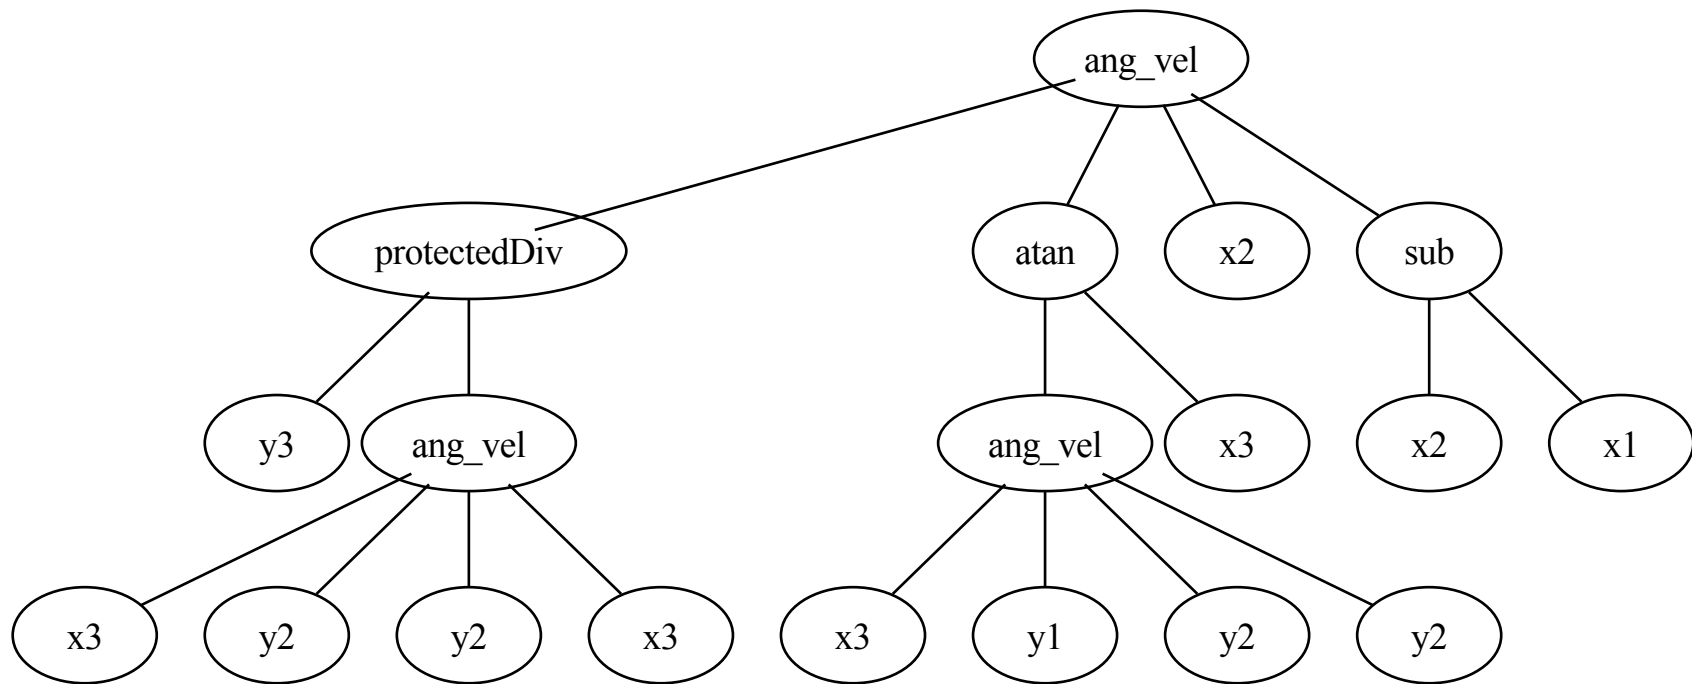 ang_vel
protectedDiv atan x2 sub
y3 ang_vel ang_vel x3 x2 x1
x3 y2 y2 x3 x3 y1 y2 y2